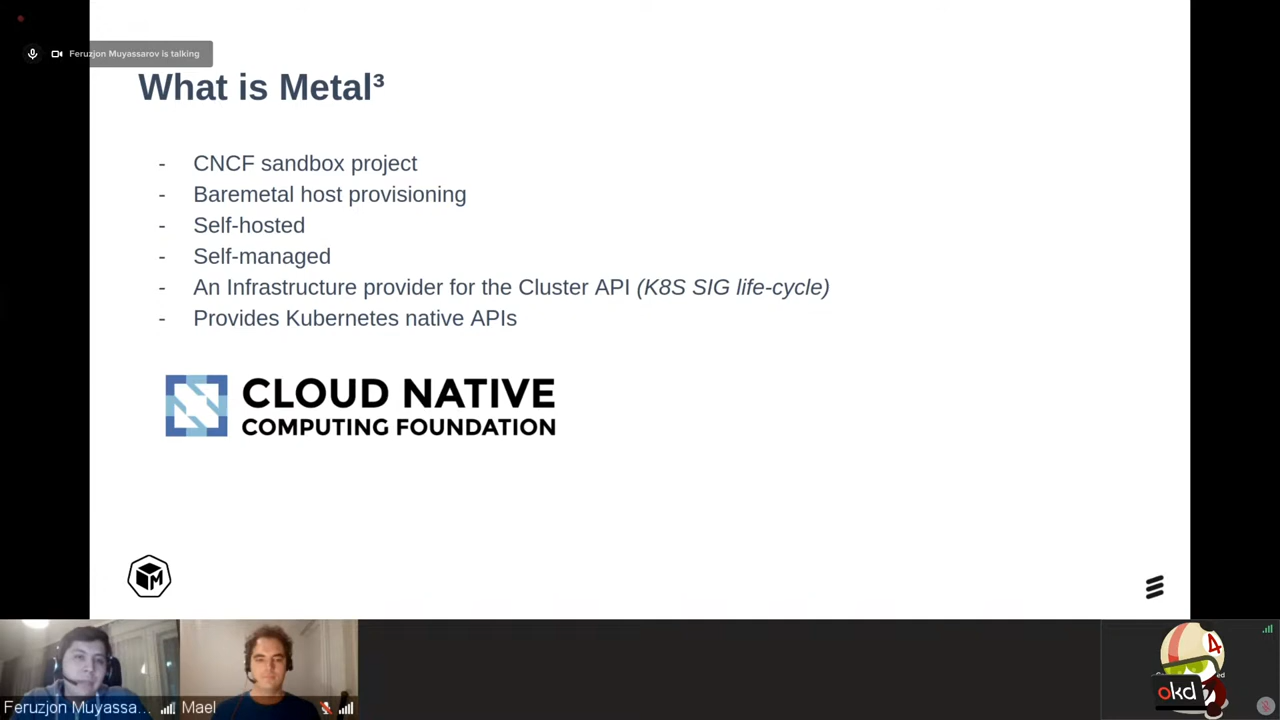 Feruzjon Muyassarov is talking
What is Metal³
- CNCF sandbox project
- Baremetal host provisioning
- Self-hosted
- Self-managed
- An Infrastructure provider for the Cluster API (K8S SIG life-cycle)
- Provides Kubernetes native APIs
CLOUD NATIVE
COMPUTING FOUNDATION
M
Feruzjon Muyassa...
Mael
4
okd